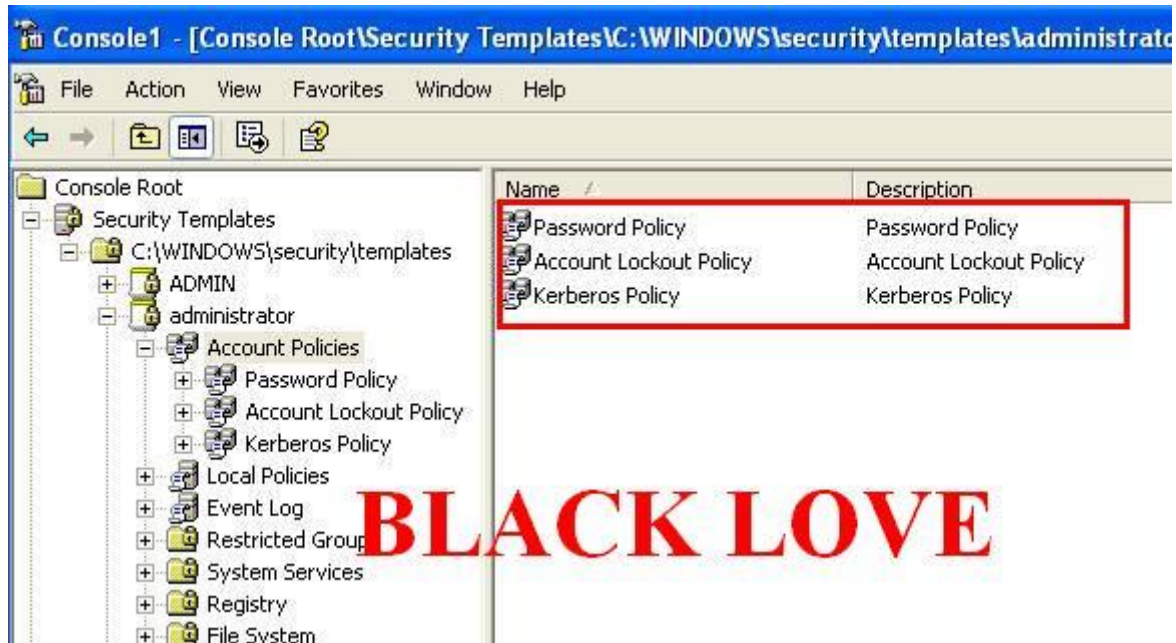 Console1 - [Console Root\Security Templates\C:\WINDOWS\security\templates\administrato
File Action View Favorites Window Help
Console Root
Security Templates
C:\WINDOWS\security\templates
ADMIN
administrator
Account Policies
Password Policy
Account Lockout Policy
Kerberos Policy
Local Policies
Event Log
Restricted Group
System Services
Registry
File System
Name Description
Password Policy Password Policy
Account Lockout Policy Account Lockout Policy
Kerberos Policy Kerberos Policy
BLACK LOVE